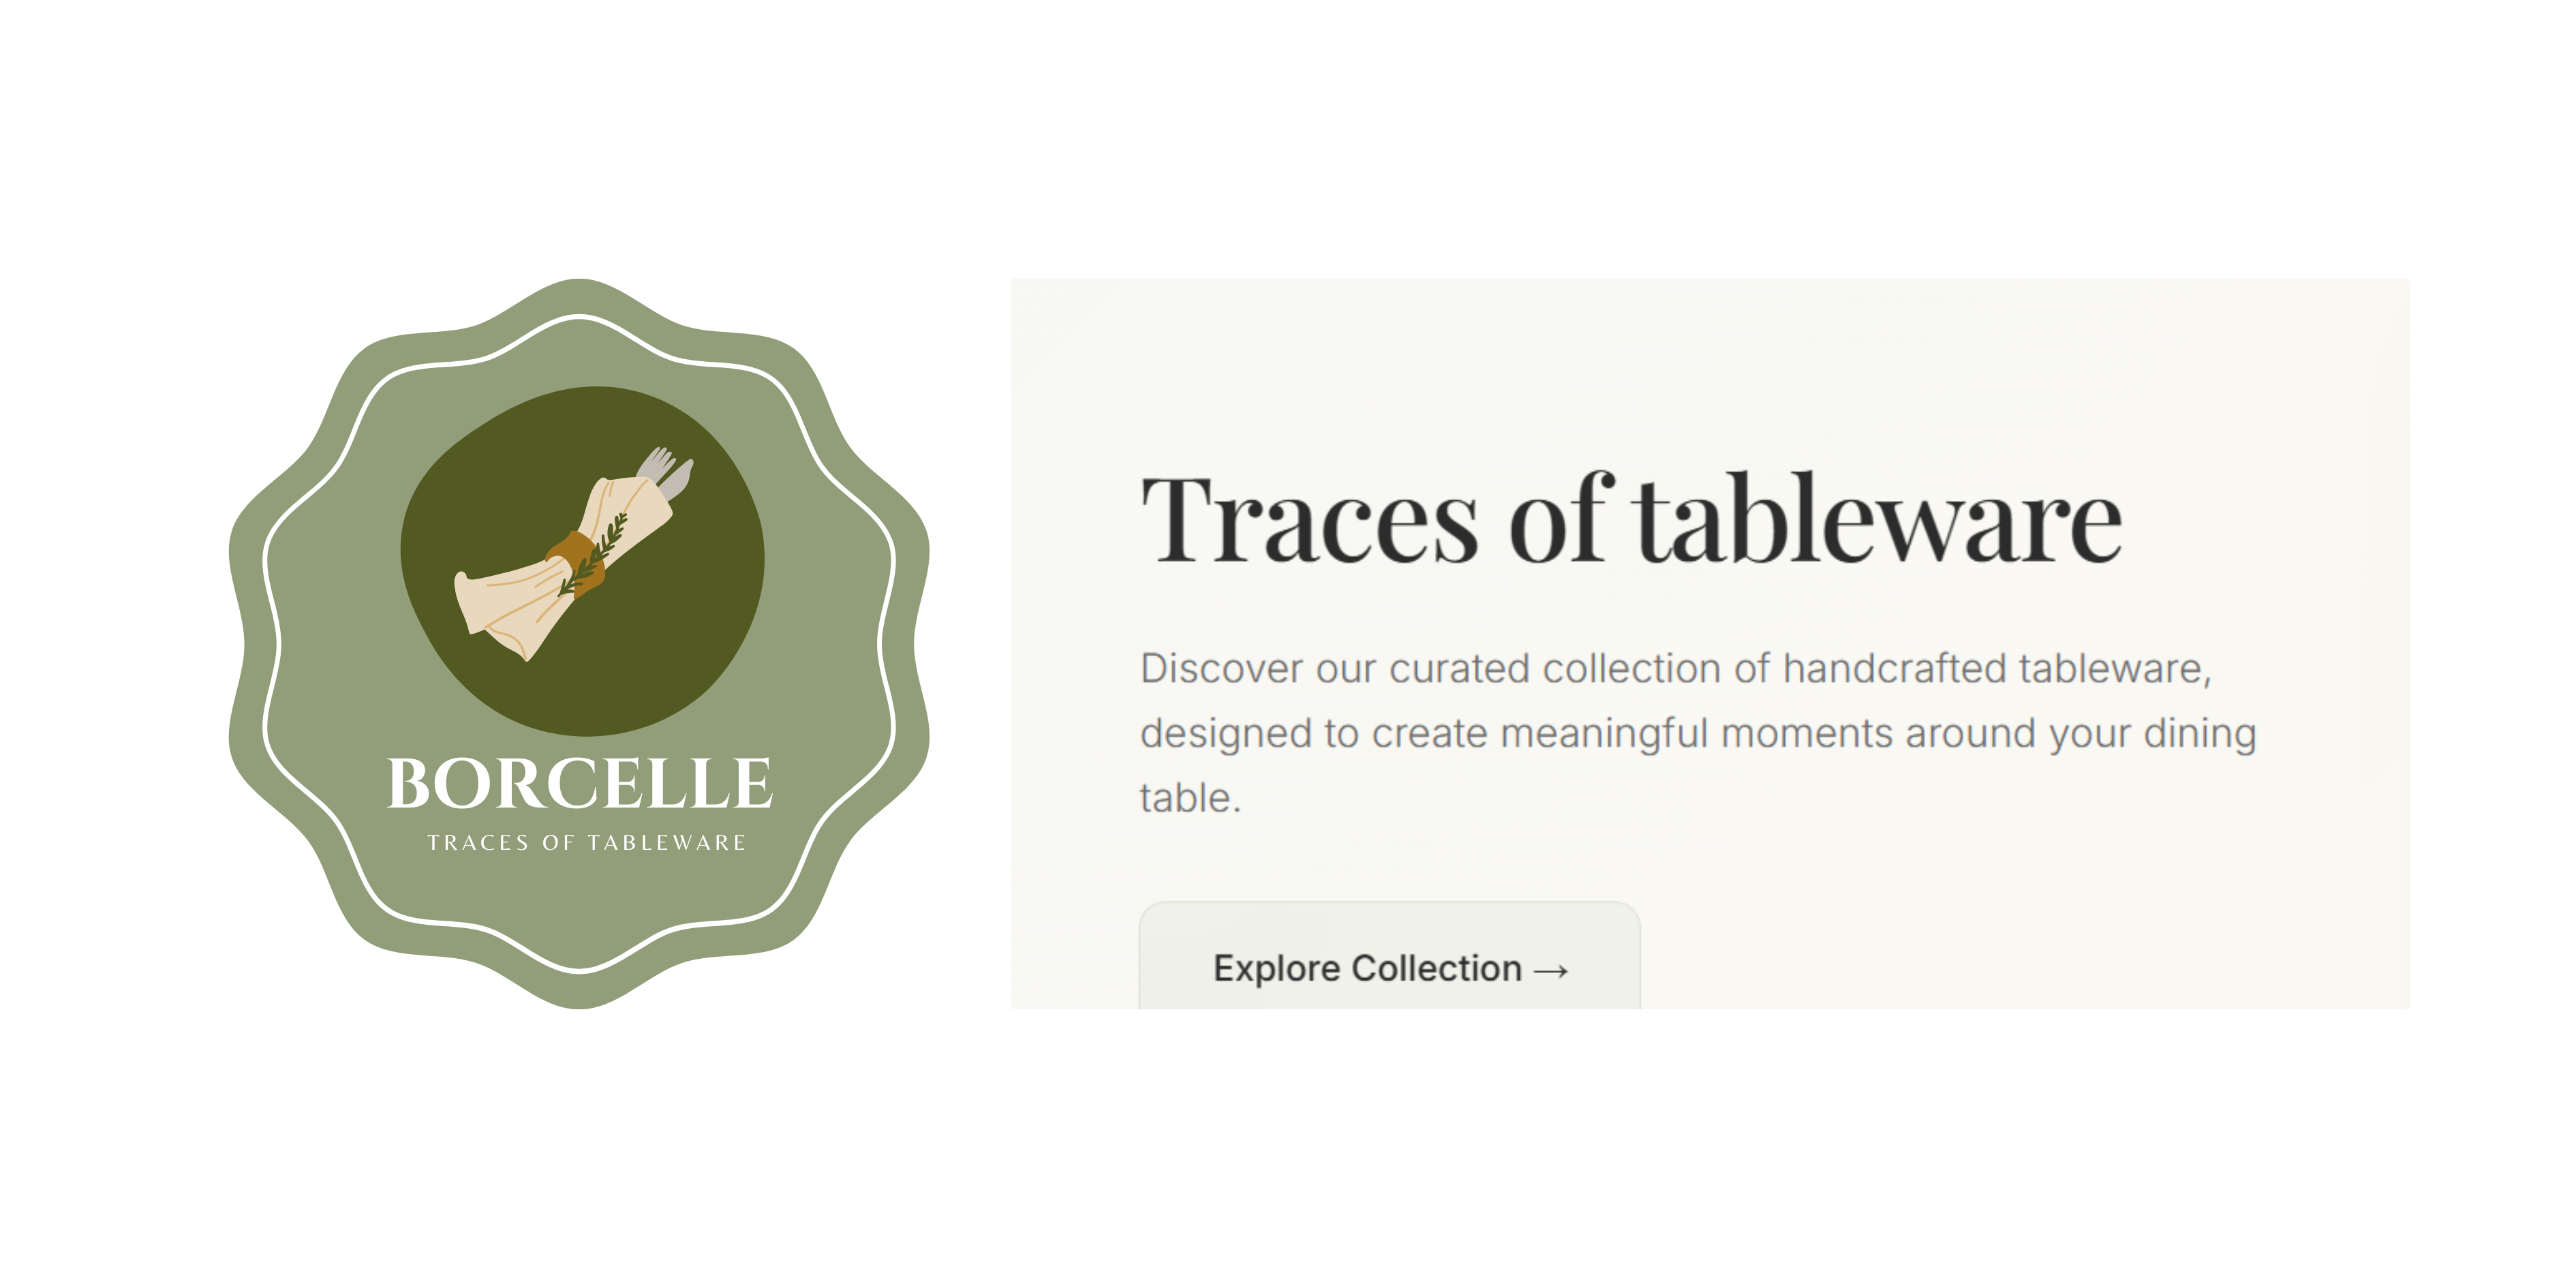 BORCELLE
TRACES OF TABLEWARE
Traces of tableware
Discover our curated collection of handcrafted tableware,
designed to create meaningful moments around your dining
table.
Explore Collection →